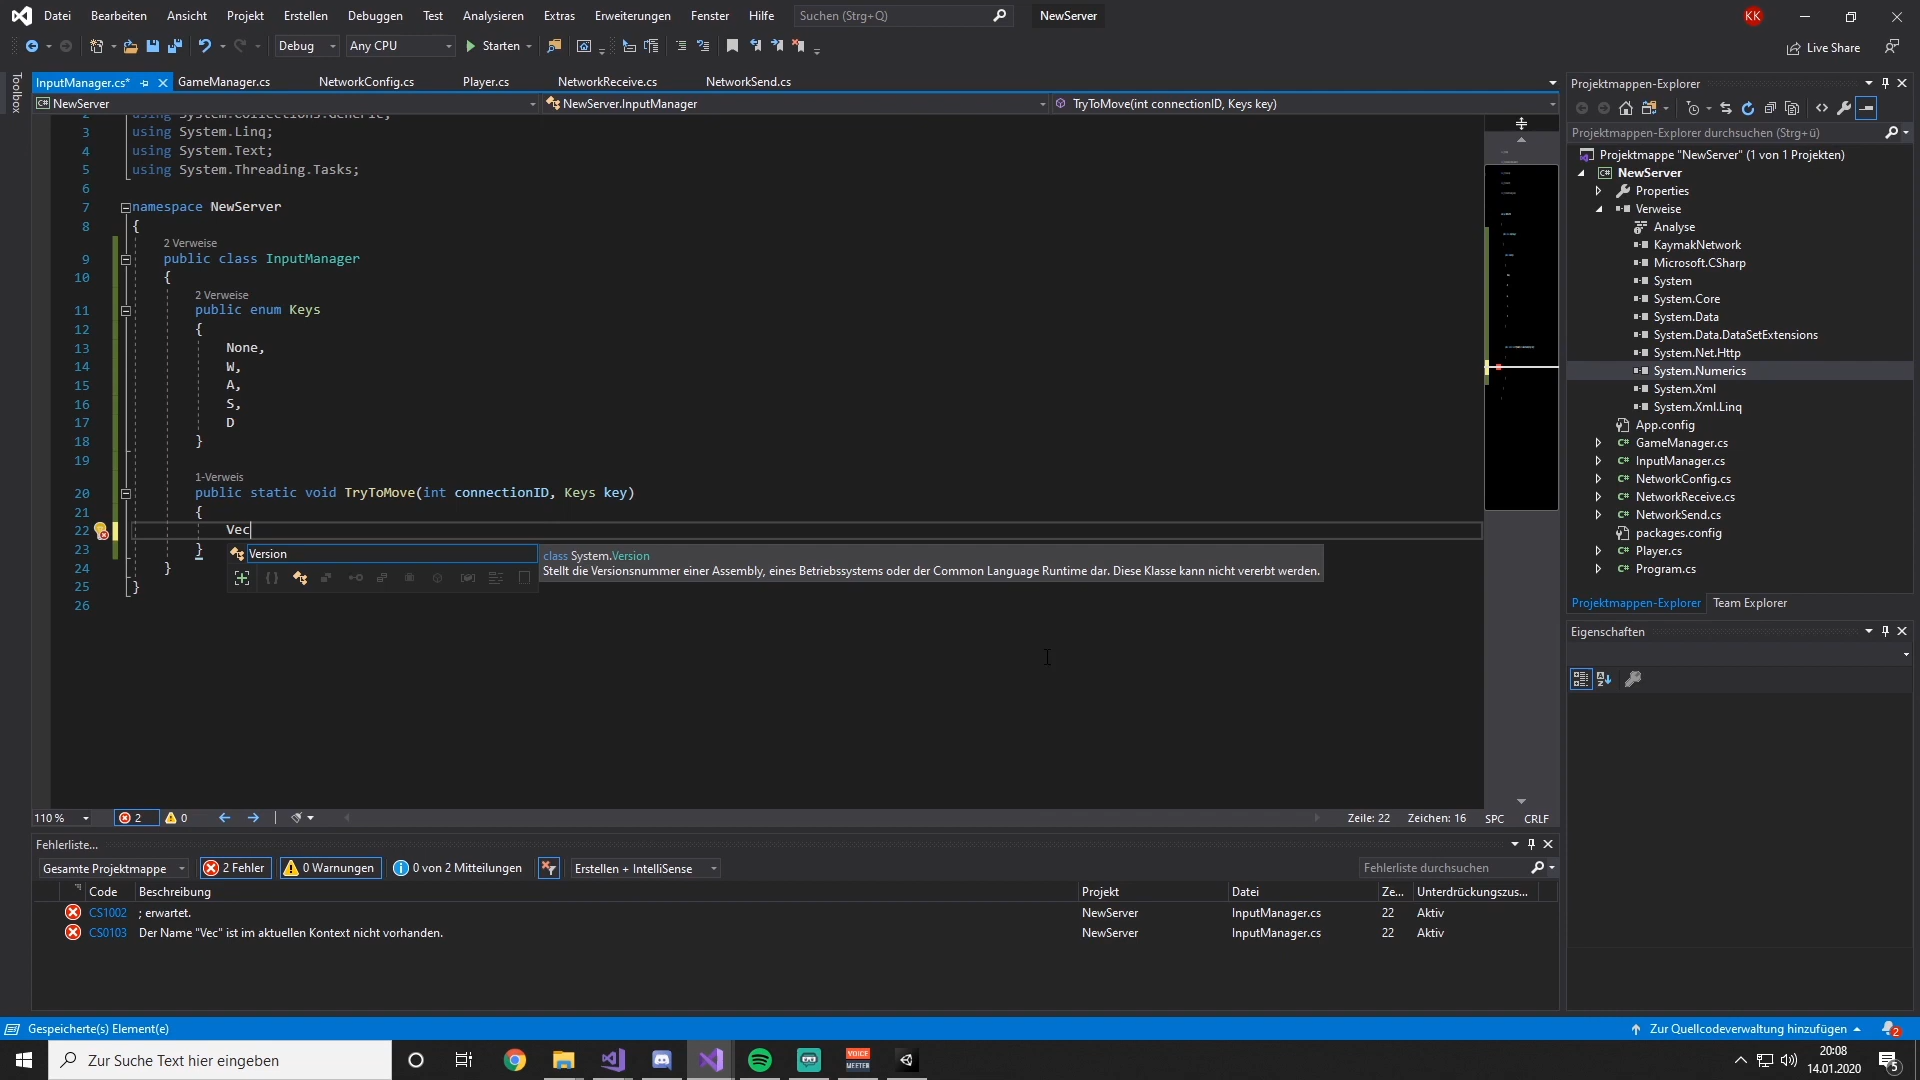 Datei Bearbeiten Ansicht Projekt Erstellen Debuggen Test Analysieren Extras Erweiterungen Fenster Hilfe Suchen (Strg+Q) NewServer KK
Debug Any CPU Starten Live Share
Toolbox
InputManager.cs* GameManager.cs NetworkConfig.cs Player.cs NetworkReceive.cs NetworkSend.cs
NewServer NewServer.InputManager TryToMove(int connectionID, Keys key)
2 using System.Collections.Generic;
3 using System.Linq;
4 using System.Text;
5 using System.Threading.Tasks;
6
7 namespace NewServer
8 {
2 Verweise
9 public class InputManager
10 {
2 Verweise
11 public enum Keys
12 {
13 None,
14 W,
15 A,
16 S,
17 D
18 }
19
1-Verweis
20 public static void TryToMove(int connectionID, Keys key)
21 {
22 Vec
23 }
24 }
25 }
26
Version
class System.Version
Stellt die Versionsnummer einer Assembly, eines Betriebssystems oder der Common Language Runtime dar. Diese Klasse kann nicht vererbt werden.
110 % 2 0 Zeile: 22 Zeichen: 16 SPC CRLF
Fehlerliste...
Gesamte Projektmappe 2 Fehler 0 Warnungen 0 von 2 Mitteilungen Erstellen + IntelliSense Fehlerliste durchsuchen
Code Beschreibung Projekt Datei Ze... Unterdrückungszus...
CS1002 ; erwartet. NewServer InputManager.cs 22 Aktiv
CS0103 Der Name "Vec" ist im aktuellen Kontext nicht vorhanden. NewServer InputManager.cs 22 Aktiv
Projektmappen-Explorer
Projektmappen-Explorer durchsuchen (Strg+ü)
Projektmappe "NewServer" (1 von 1 Projekten)
NewServer
Properties
Verweise
Analyse
KaymakNetwork
Microsoft.CSharp
System
System.Core
System.Data
System.Data.DataSetExtensions
System.Net.Http
System.Numerics
System.Xml
System.Xml.Linq
App.config
GameManager.cs
InputManager.cs
NetworkConfig.cs
NetworkReceive.cs
NetworkSend.cs
packages.config
Player.cs
Program.cs
Projektmappen-Explorer Team Explorer
Eigenschaften
Gespeicherte(s) Element(e) Zur Quellcodeverwaltung hinzufügen 2
Zur Suche Text hier eingeben VOICE MEETER 20:08
14.01.2020 5